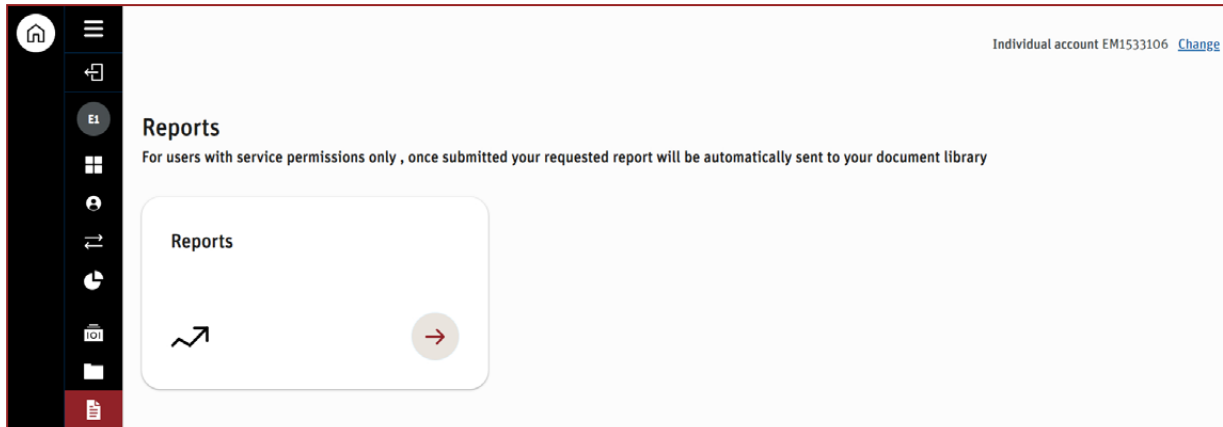 Individual account EM1533106 Change
E1
Reports
For users with service permissions only , once submitted your requested report will be automatically sent to your document library
Reports